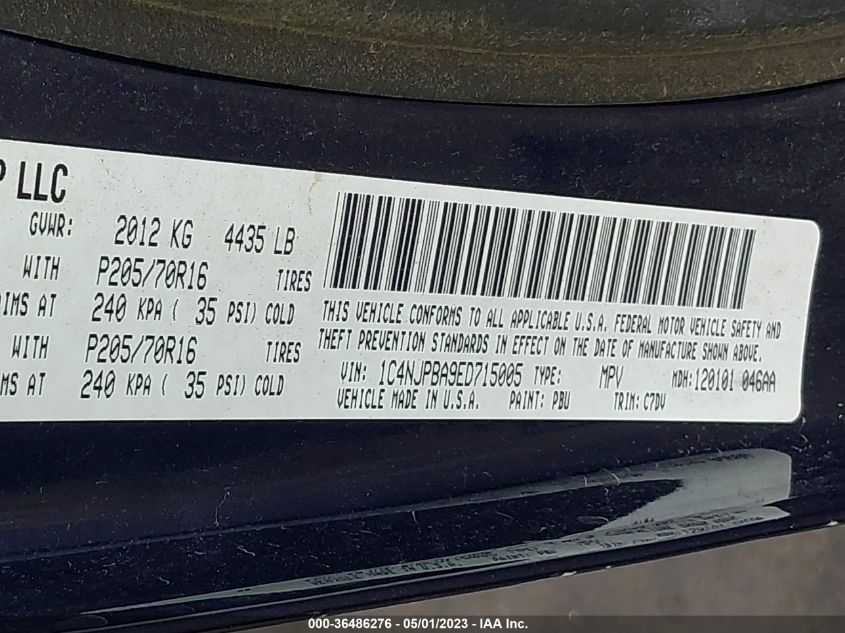 P LLC
GVWR: 2012 KG 4435 LB
WITH P205/70R16 TIRES
RIMS AT 240 KPA ( 35 PSI) COLD
WITH P205/70R16 TIRES
RIMS AT 240 KPA ( 35 PSI) COLD
THIS VEHICLE CONFORMS TO ALL APPLICABLE U.S.A. FEDERAL MOTOR VEHICLE SAFETY AND
THEFT PREVENTION STANDARDS IN EFFECT ON THE DATE OF MANUFACTURE SHOWN ABOVE.
VIN: 1C4NJPBA9ED715005 TYPE: MPV MDH:120101 046AA
VEHICLE MADE IN U.S.A. PAINT: PBU TRIM: C7DV
000-36486276 - 05/01/2023 - IAA Inc.